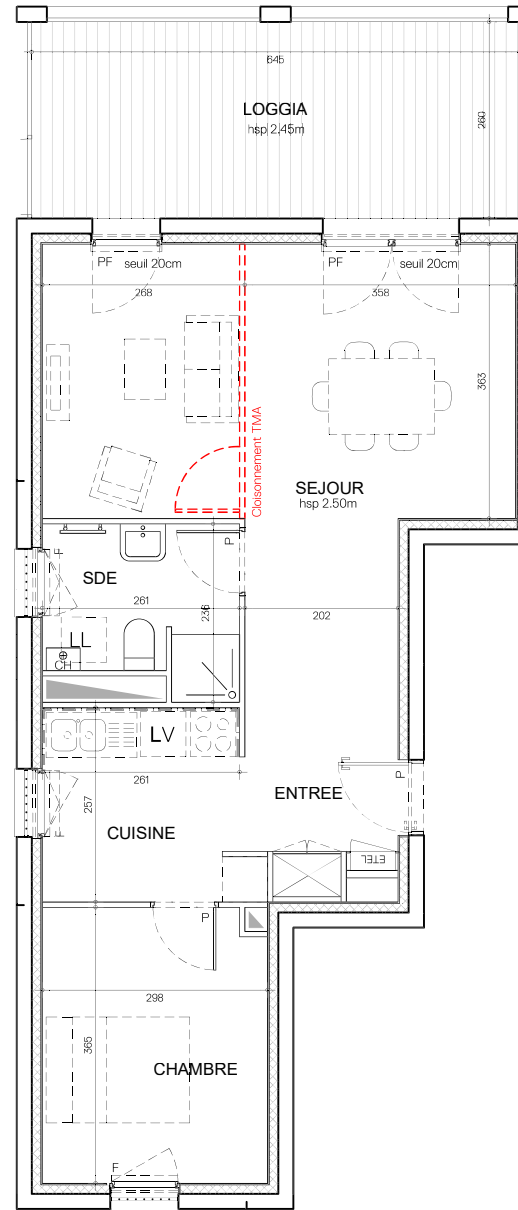 645
LOGGIA
hsp 2.45m
260
PF
seuil 20cm
PF
seuil 20cm
268
358
363
Cloisonnement TMA
SEJOUR
hsp 2.50m
F
P
SDE
261
236
202
LL
CH
LV
261
257
ENTREE
P
CUISINE
ETEL
P
298
365
CHAMBRE
F